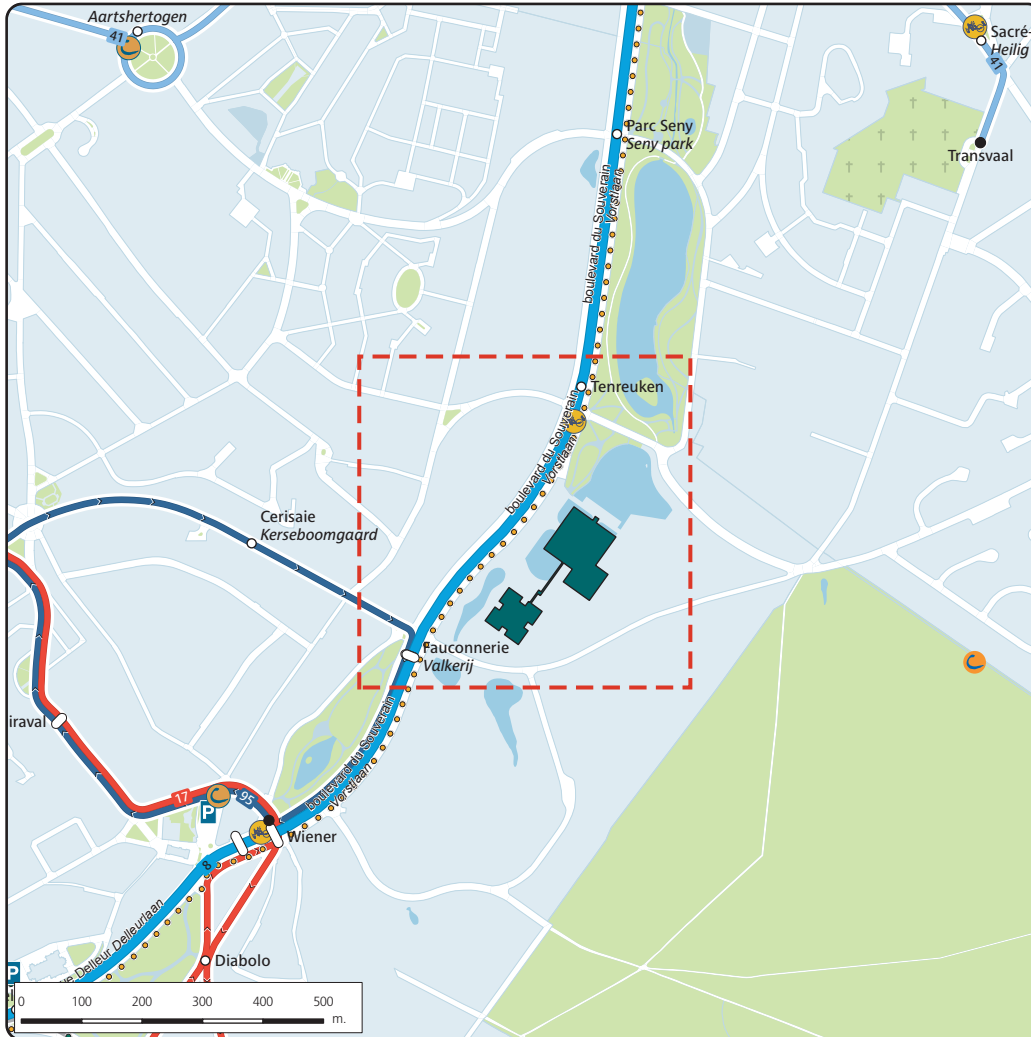 Aartshertogen
41
Sacré-
Heilig
41
Transvaal
Parc Seny
Seny park
boulevard du Souverain
Vorstlaan
Tenreuken
boulevard du Souverain
Vorstlaan
Cerisaie
Kerseboomgaard
Fauconnerie
Valkerij
iraval
boulevard du Souverain
Vorstlaan
17
95
P
Wiener
8
ue Delleur Delleurlaan
Diabolo
P
0 100 200 300 400 500
m.